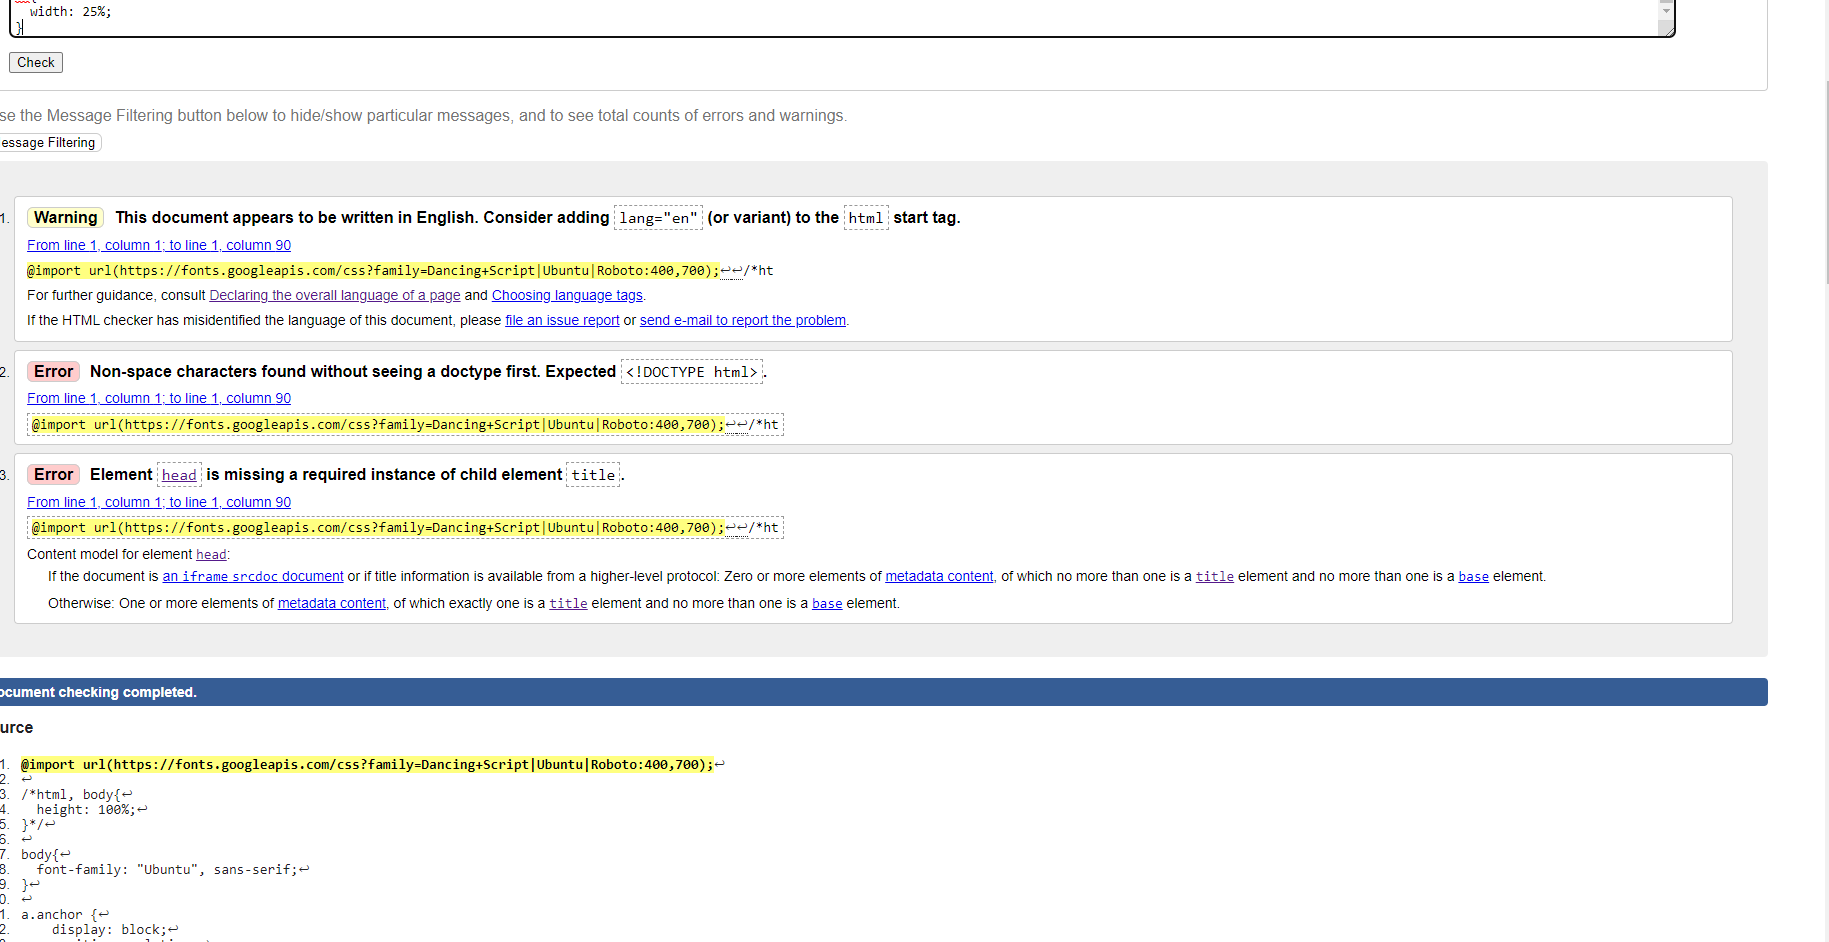 width: 25%;
}
Check
se the Message Filtering button below to hide/show particular messages, and to see total counts of errors and warnings.
essage Filtering
1. Warning This document appears to be written in English. Consider adding lang="en" (or variant) to the html start tag.
From line 1, column 1; to line 1, column 90
@import url(https://fonts.googleapis.com/css?family=Dancing+Script|Ubuntu|Roboto:400,700);↩↩/*ht
For further guidance, consult Declaring the overall language of a page and Choosing language tags.
If the HTML checker has misidentified the language of this document, please file an issue report or send e-mail to report the problem.
2. Error Non-space characters found without seeing a doctype first. Expected <!DOCTYPE html>.
From line 1, column 1; to line 1, column 90
@import url(https://fonts.googleapis.com/css?family=Dancing+Script|Ubuntu|Roboto:400,700);↩↩/*ht
3. Error Element head is missing a required instance of child element title.
From line 1, column 1; to line 1, column 90
@import url(https://fonts.googleapis.com/css?family=Dancing+Script|Ubuntu|Roboto:400,700);↩↩/*ht
Content model for element head:
If the document is an iframe srcdoc document or if title information is available from a higher-level protocol: Zero or more elements of metadata content, of which no more than one is a title element and no more than one is a base element.
Otherwise: One or more elements of metadata content, of which exactly one is a title element and no more than one is a base element.
ocument checking completed.
urce
1. @import url(https://fonts.googleapis.com/css?family=Dancing+Script|Ubuntu|Roboto:400,700);↩
2. ↩
3. /*html, body{↩
4. height: 100%;↩
5. }*/↩
6. ↩
7. body{↩
8. font-family: "Ubuntu", sans-serif;↩
9. }↩
0. ↩
1. a.anchor {↩
2. display: block;↩